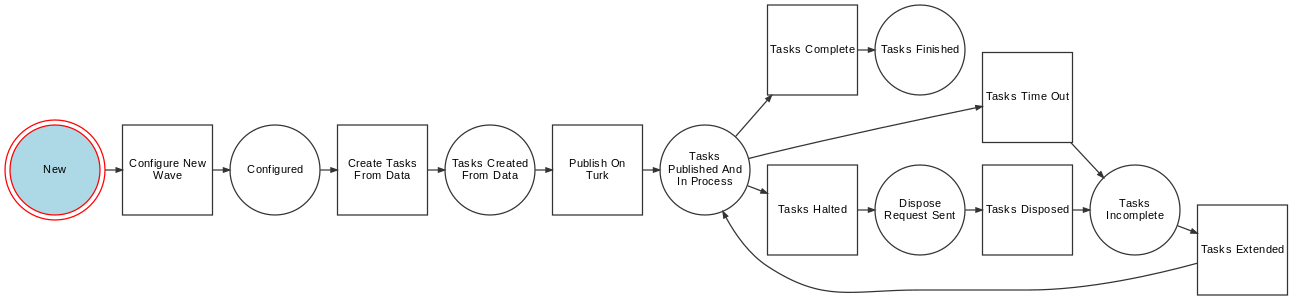 New
Configure New
Wave
Configured
Create Tasks
From Data
Tasks Created
From Data
Publish On
Turk
Tasks
Published And
In Process
Tasks Complete
Tasks Finished
Tasks Time Out
Tasks Halted
Dispose
Request Sent
Tasks Disposed
Tasks
Incomplete
Tasks Extended